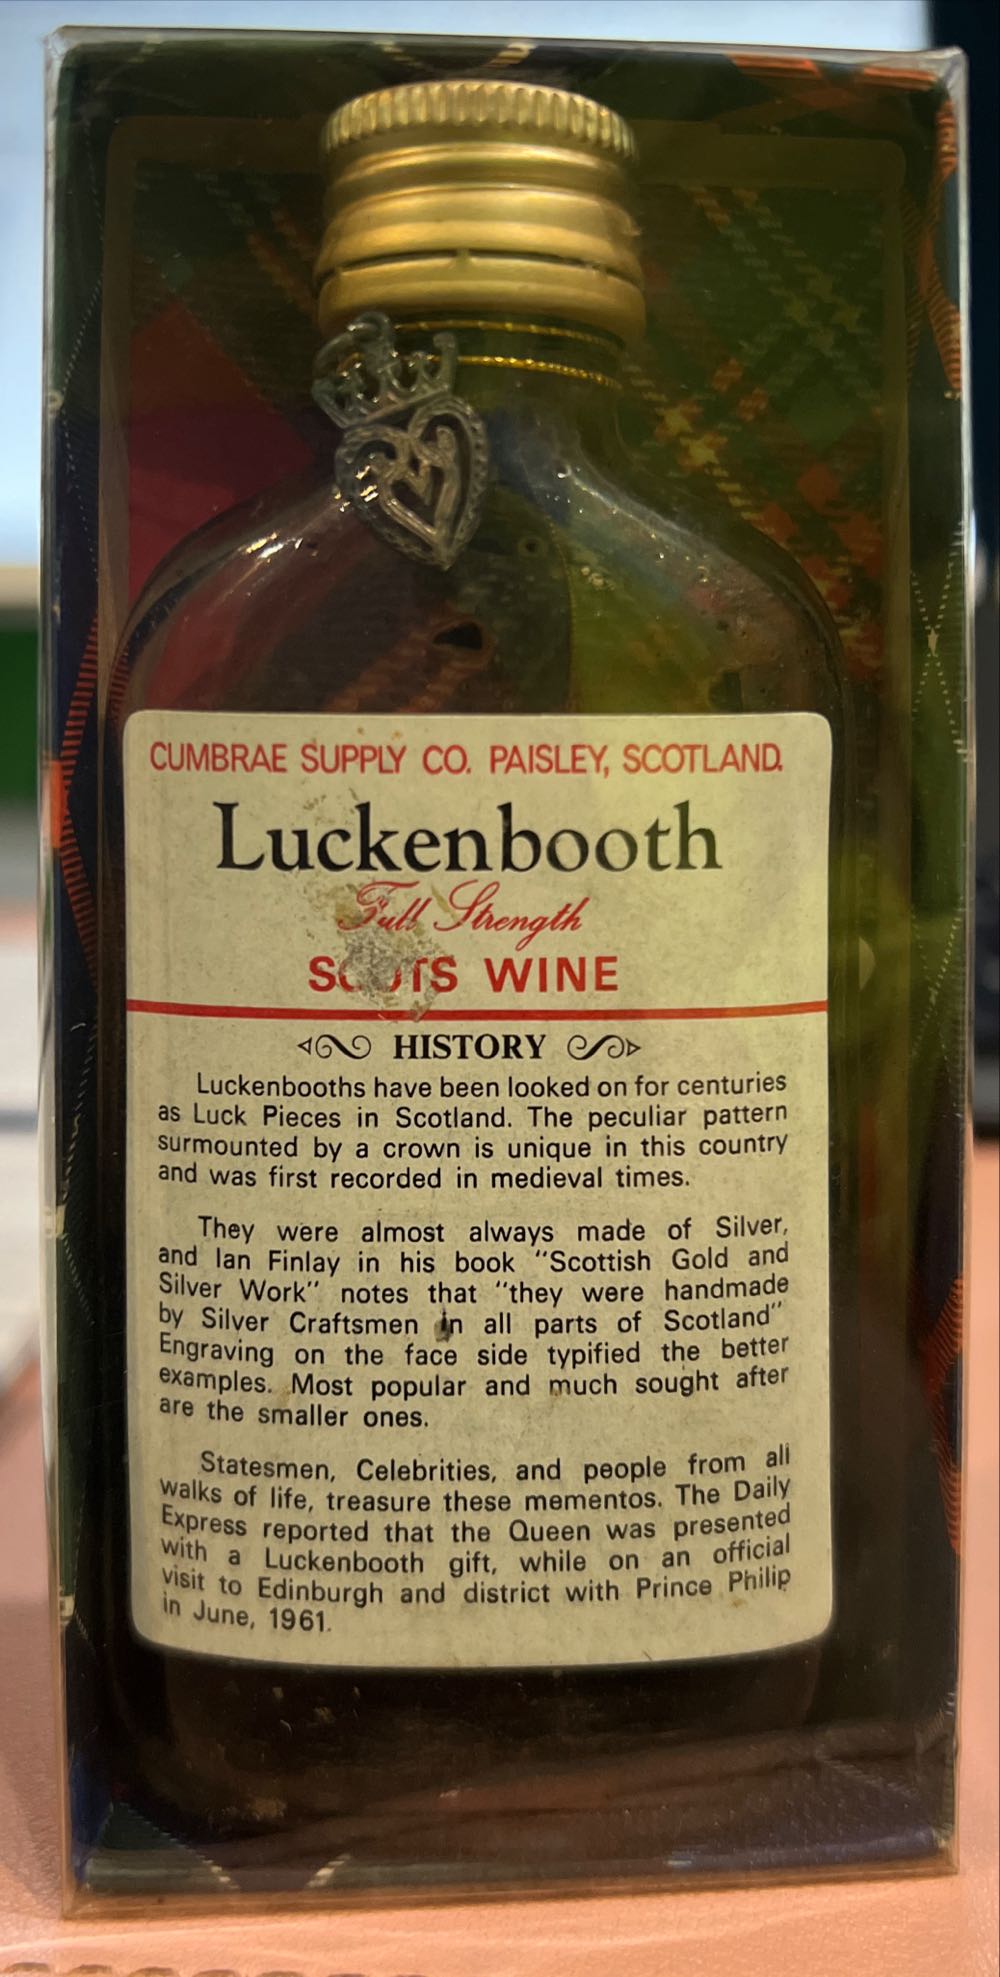 CUMBRAE SUPPLY CO. PAISLEY, SCOTLAND.
Luckenbooth
Full Strength
SCOTS WINE
HISTORY
Luckenbooths have been looked on for centuries
as Luck Pieces in Scotland. The peculiar pattern
surmounted by a crown is unique in this country
and was first recorded in medieval times.
They were almost always made of Silver,
and Ian Finlay in his book "Scottish Gold and
Silver Work" notes that "they were handmade
by Silver Craftsmen in all parts of Scotland"
Engraving on the face side typified the better
examples. Most popular and much sought after
are the smaller ones.
Statesmen, Celebrities, and people from all
walks of life, treasure these mementos. The Daily
Express reported that the Queen was presented
with a Luckenbooth gift, while on an official
visit to Edinburgh and district with Prince Philip
in June, 1961.